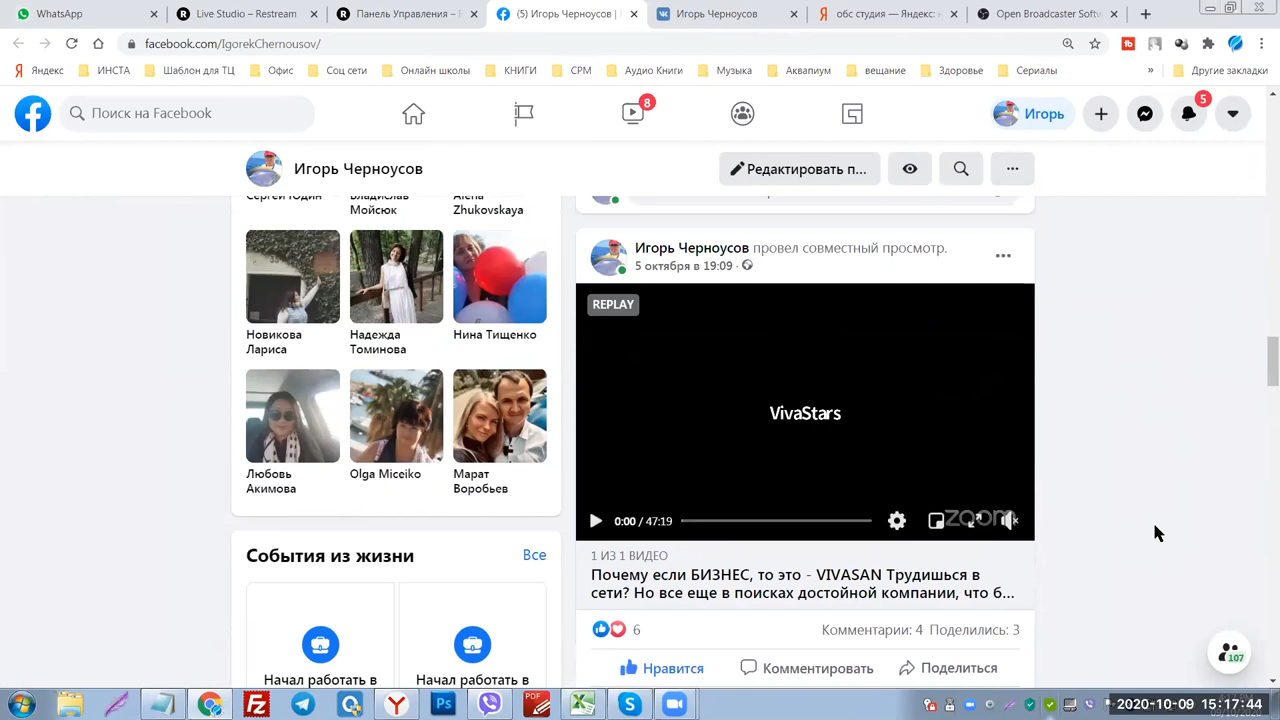 WhatsApp
Live Studio – Restream
Панель Управления – R
(5) Игорь Черноусов |
Игорь Черноусов
обс студия — Яндекс: н
Open Broadcaster Softw
facebook.com/IgorekChernousov/
Яндекс
ИНСТА
Шаблон для ТЦ
Офис
Соц сети
Онлайн школы
КНИГИ
СРМ
Аудио Книги
Музыка
Аквапиум
вещание
Здоровье
Сериалы
»
Другие закладки
Поиск на Facebook
8
Игорь
5
Игорь Черноусов
Редактировать п...
Сергей Юдин
Владислав
Мойсюк
Alena
Zhukovskaya
Новикова
Лариса
Надежда
Томинова
Нина Тищенко
Любовь
Акимова
Olga Miceiko
Марат
Воробьев
События из жизни
Все
Начал работать в
Начал работать в
Игорь Черноусов провел совместный просмотр.
5 октября в 19:09 ·
REPLAY
VivaStars
0:00 / 47:19
zoom
1 ИЗ 1 ВИДЕО
Почему если БИЗНЕС, то это - VIVASAN Трудишься в
сети? Но все еще в поисках достойной компании, что б...
6
Комментарии: 4 Поделились: 3
Нравится
Комментировать
Поделиться
107
2020-10-09 15:17:44